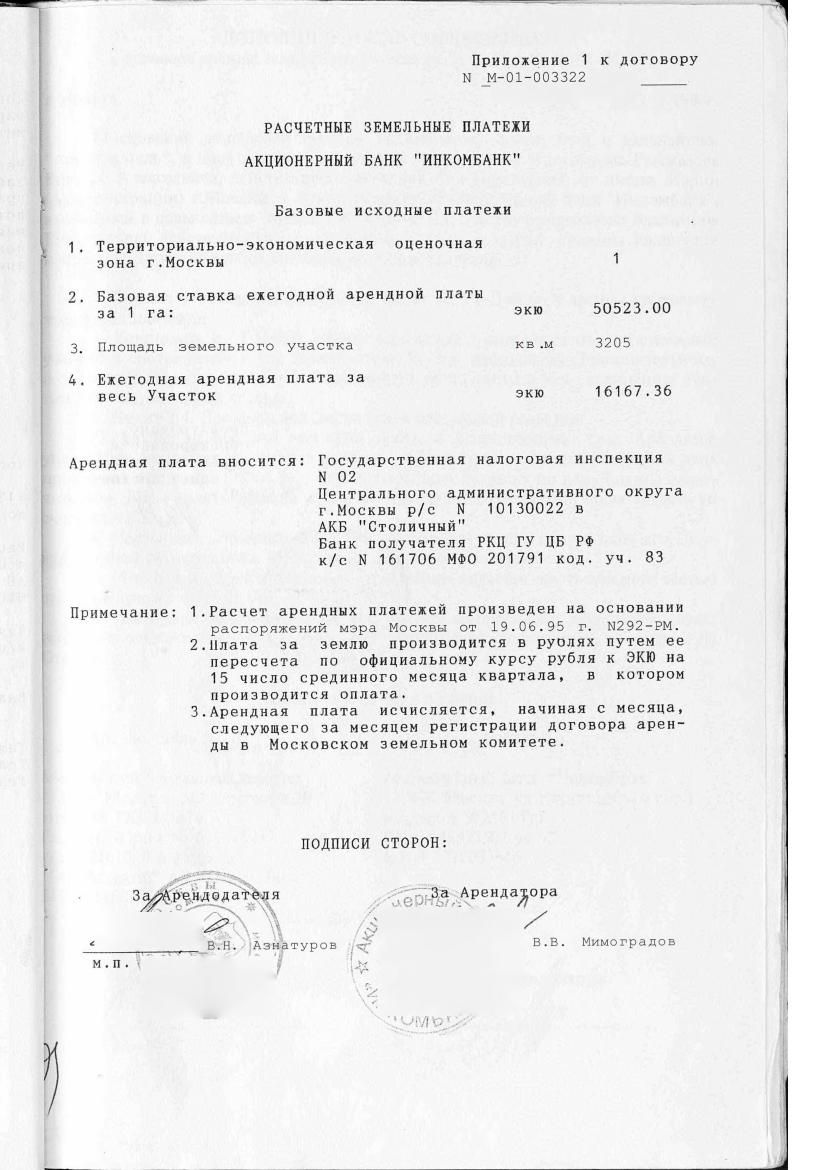 Приложение 1 к договору
N М-01-003322
РАСЧЕТНЫЕ ЗЕМЕЛЬНЫЕ ПЛАТЕЖИ
АКЦИОНЕРНЫЙ БАНК "ИНКОМБАНК"
Базовые исходные платежи
1. Территориально-экономическая оценочная
зона г.Москвы 1
2. Базовая ставка ежегодной арендной платы
за 1 га: экю 50523.00
3. Площадь земельного участка кв.м 3205
4. Ежегодная арендная плата за
весь Участок экю 16167.36
Арендная плата вносится: Государственная налоговая инспекция
N 02
Центрального административного округа
г.Москвы р/с N 10130022 в
АКБ "Столичный"
Банк получателя РКЦ ГУ ЦБ РФ
к/с N 161706 МФО 201791 код. уч. 83
Примечание: 1.Расчет арендных платежей произведен на основании
распоряжений мэра Москвы от 19.06.95 г. N292-РМ.
2.Плата за землю производится в рублях путем ее
пересчета по официальному курсу рубля к ЭКЮ на
15 число срединного месяца квартала, в котором
производится оплата.
3.Арендная плата исчисляется, начиная с месяца,
следующего за месяцем регистрации договора арен-
ды в Московском земельном комитете.
ПОДПИСИ СТОРОН:
За Арендодателя За Арендатора
В.Н. Азнатуров В.В. Мимоградов
М.П.